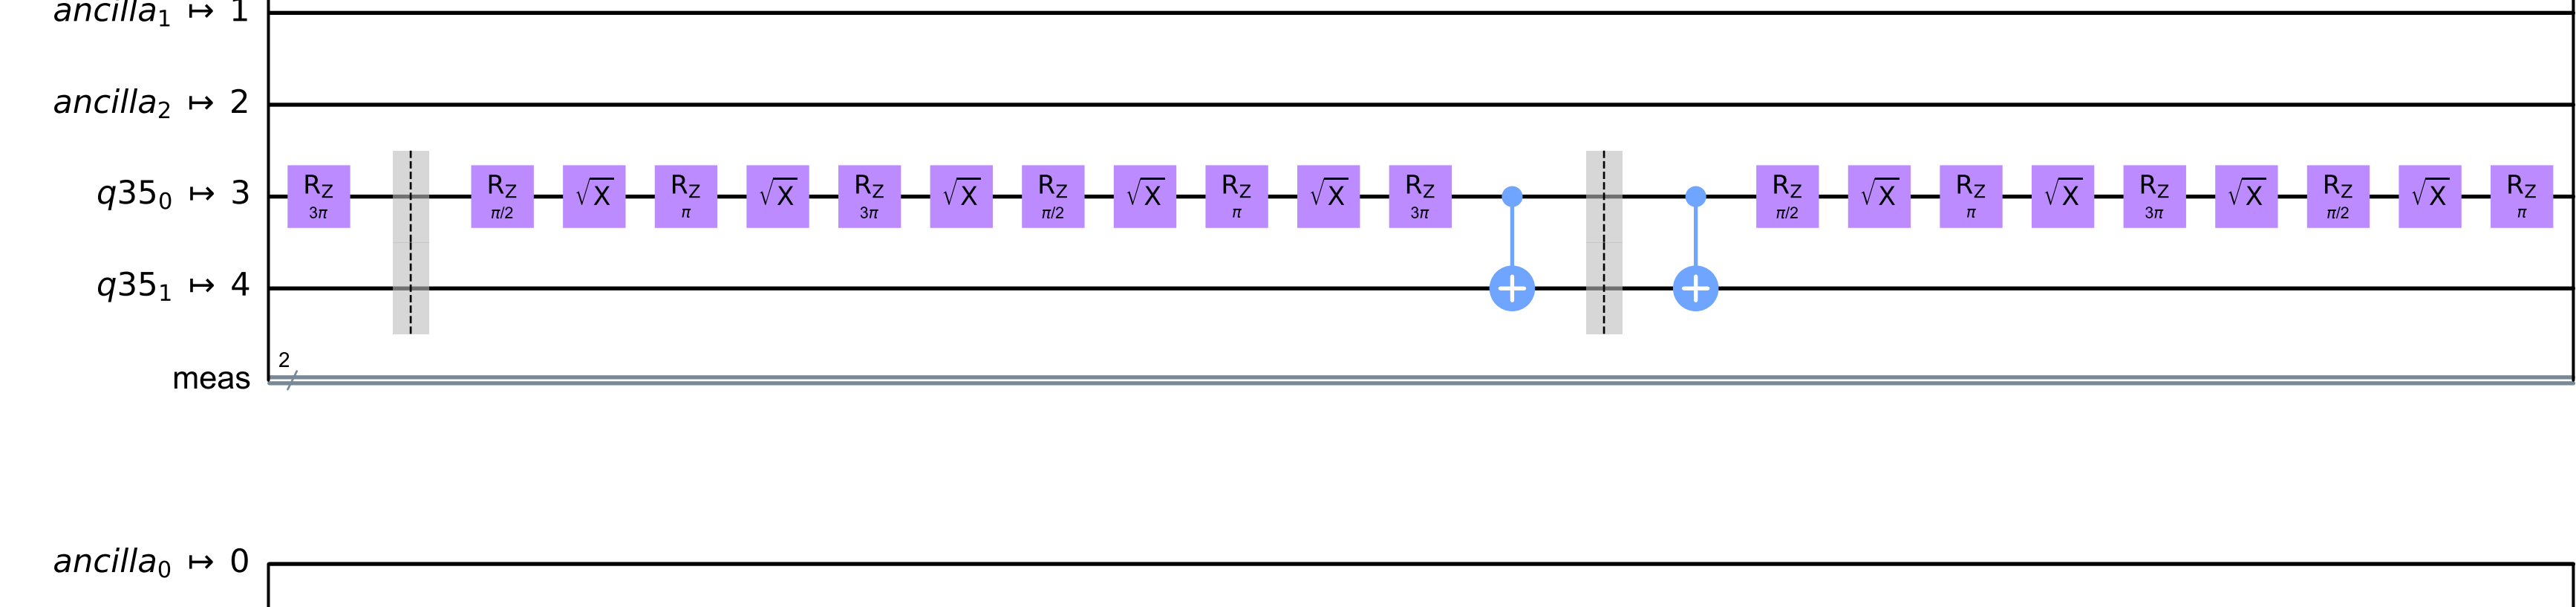 ancilla₁ ↦ 1
ancilla₂ ↦ 2
q35₀ ↦ 3 R_Z 3π R_Z π/2 √X R_Z π √X R_Z 3π √X R_Z π/2 √X R_Z π √X R_Z 3π R_Z π/2 √X R_Z π √X R_Z 3π √X R_Z π/2 √X R_Z π
q35₁ ↦ 4
meas 2
ancilla₀ ↦ 0